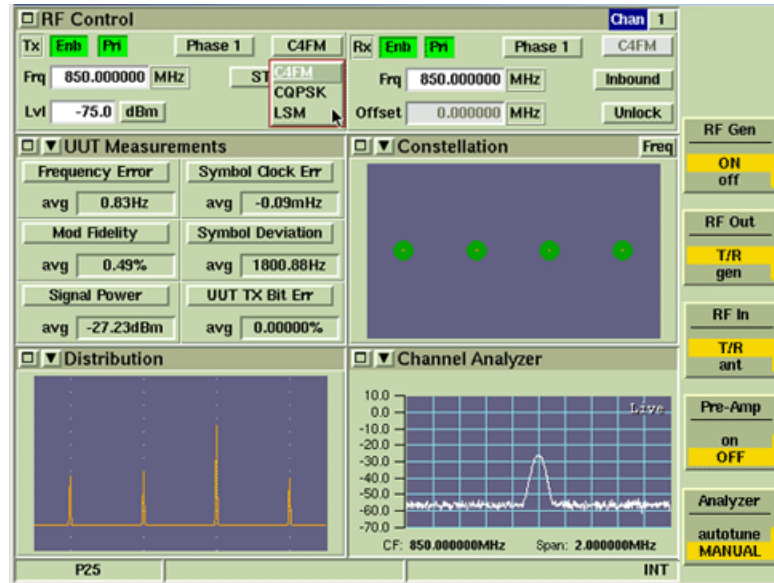 RF Control Chan 1
Tx Enb Pri Phase 1 C4FM Rx Enb Pri Phase 1 C4FM
Frq 850.000000 MHz ST C4FM Frq 850.000000 MHz Inbound
CQPSK
Lvl -75.0 dBm LSM Offset 0.000000 MHz Unlock
UUT Measurements
Frequency Error Symbol Clock Err
avg 0.83Hz avg -0.09mHz
Mod Fidelity Symbol Deviation
avg 0.49% avg 1800.88Hz
Signal Power UUT TX Bit Err
avg -27.23dBm avg 0.00000%
Constellation Freq
Distribution
Channel Analyzer
Live
10.0
0.0
-10.0
-20.0
-30.0
-40.0
-50.0
-60.0
-70.0
CF: 850.000000MHz Span: 2.000000MHz
P25 INT
RF Gen
ON
off
RF Out
T/R
gen
RF In
T/R
ant
Pre-Amp
on
OFF
Analyzer
autotune
MANUAL